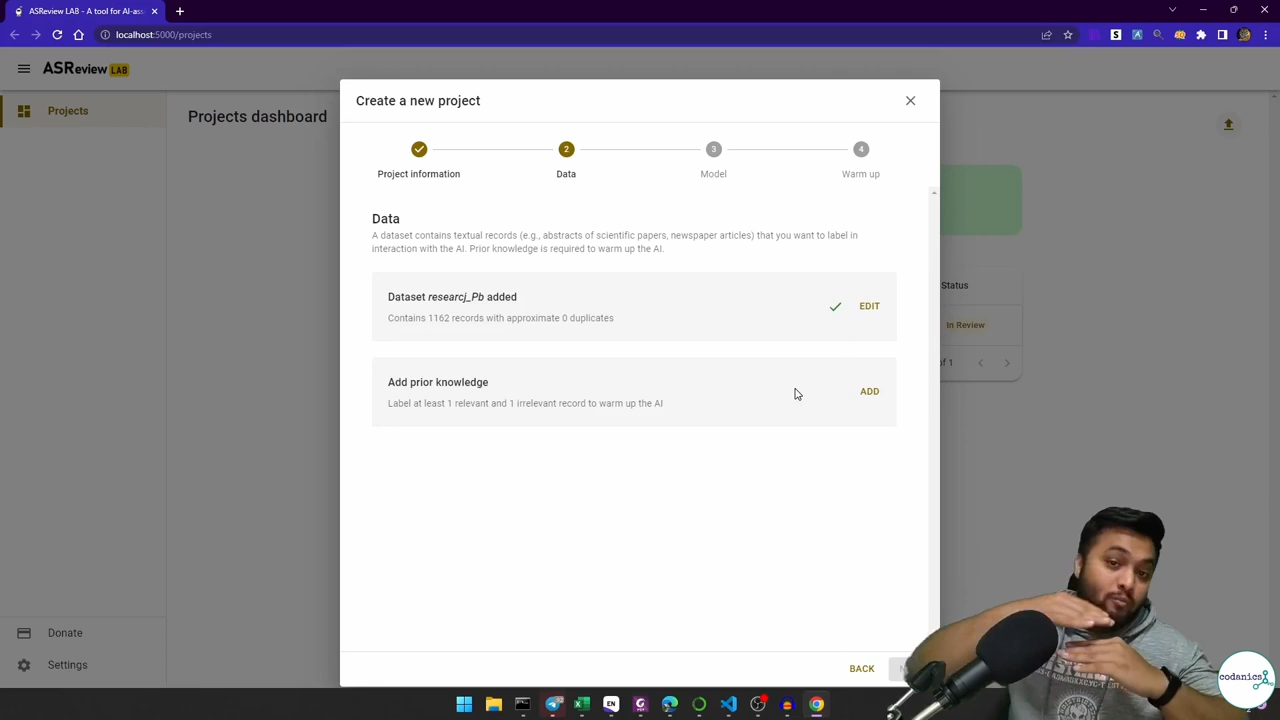 ASReview LAB - A tool for AI-ass
localhost:5000/projects
ASReview LAB
Projects
Projects dashboard
Create a new project
2
3
4
Project information
Data
Model
Warm up
Data
A dataset contains textual records (e.g., abstracts of scientific papers, newspaper articles) that you want to label in
interaction with the AI. Prior knowledge is required to warm up the AI.
Dataset researcj_Pb added
Contains 1162 records with approximate 0 duplicates
EDIT
Add prior knowledge
Label at least 1 relevant and 1 irrelevant record to warm up the AI
ADD
Status
In Review
of 1
Donate
Settings
BACK
codanics